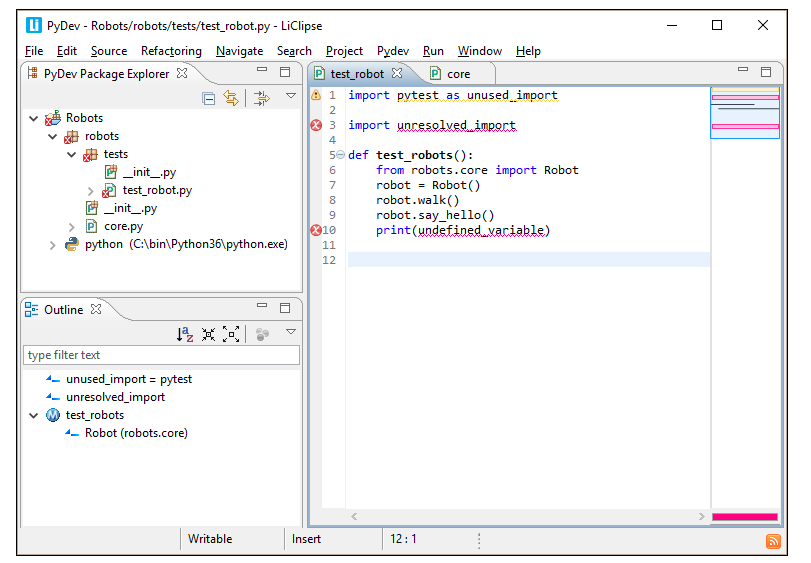 PyDev - Robots/robots/tests/test_robot.py - LiClipse
File Edit Source Refactoring Navigate Search Project Pydev Run Window Help
PyDev Package Explorer
Robots
robots
tests
__init__.py
test_robot.py
__init__.py
core.py
python (C:\bin\Python36\python.exe)
Outline
type filter text
unused_import = pytest
unresolved_import
test_robots
Robot (robots.core)
test_robot core
1 import pytest as unused_import
2
3 import unresolved_import
4
5 def test_robots():
6     from robots.core import Robot
7     robot = Robot()
8     robot.walk()
9     robot.say_hello()
10     print(undefined_variable)
11
12
Writable Insert 12 : 1